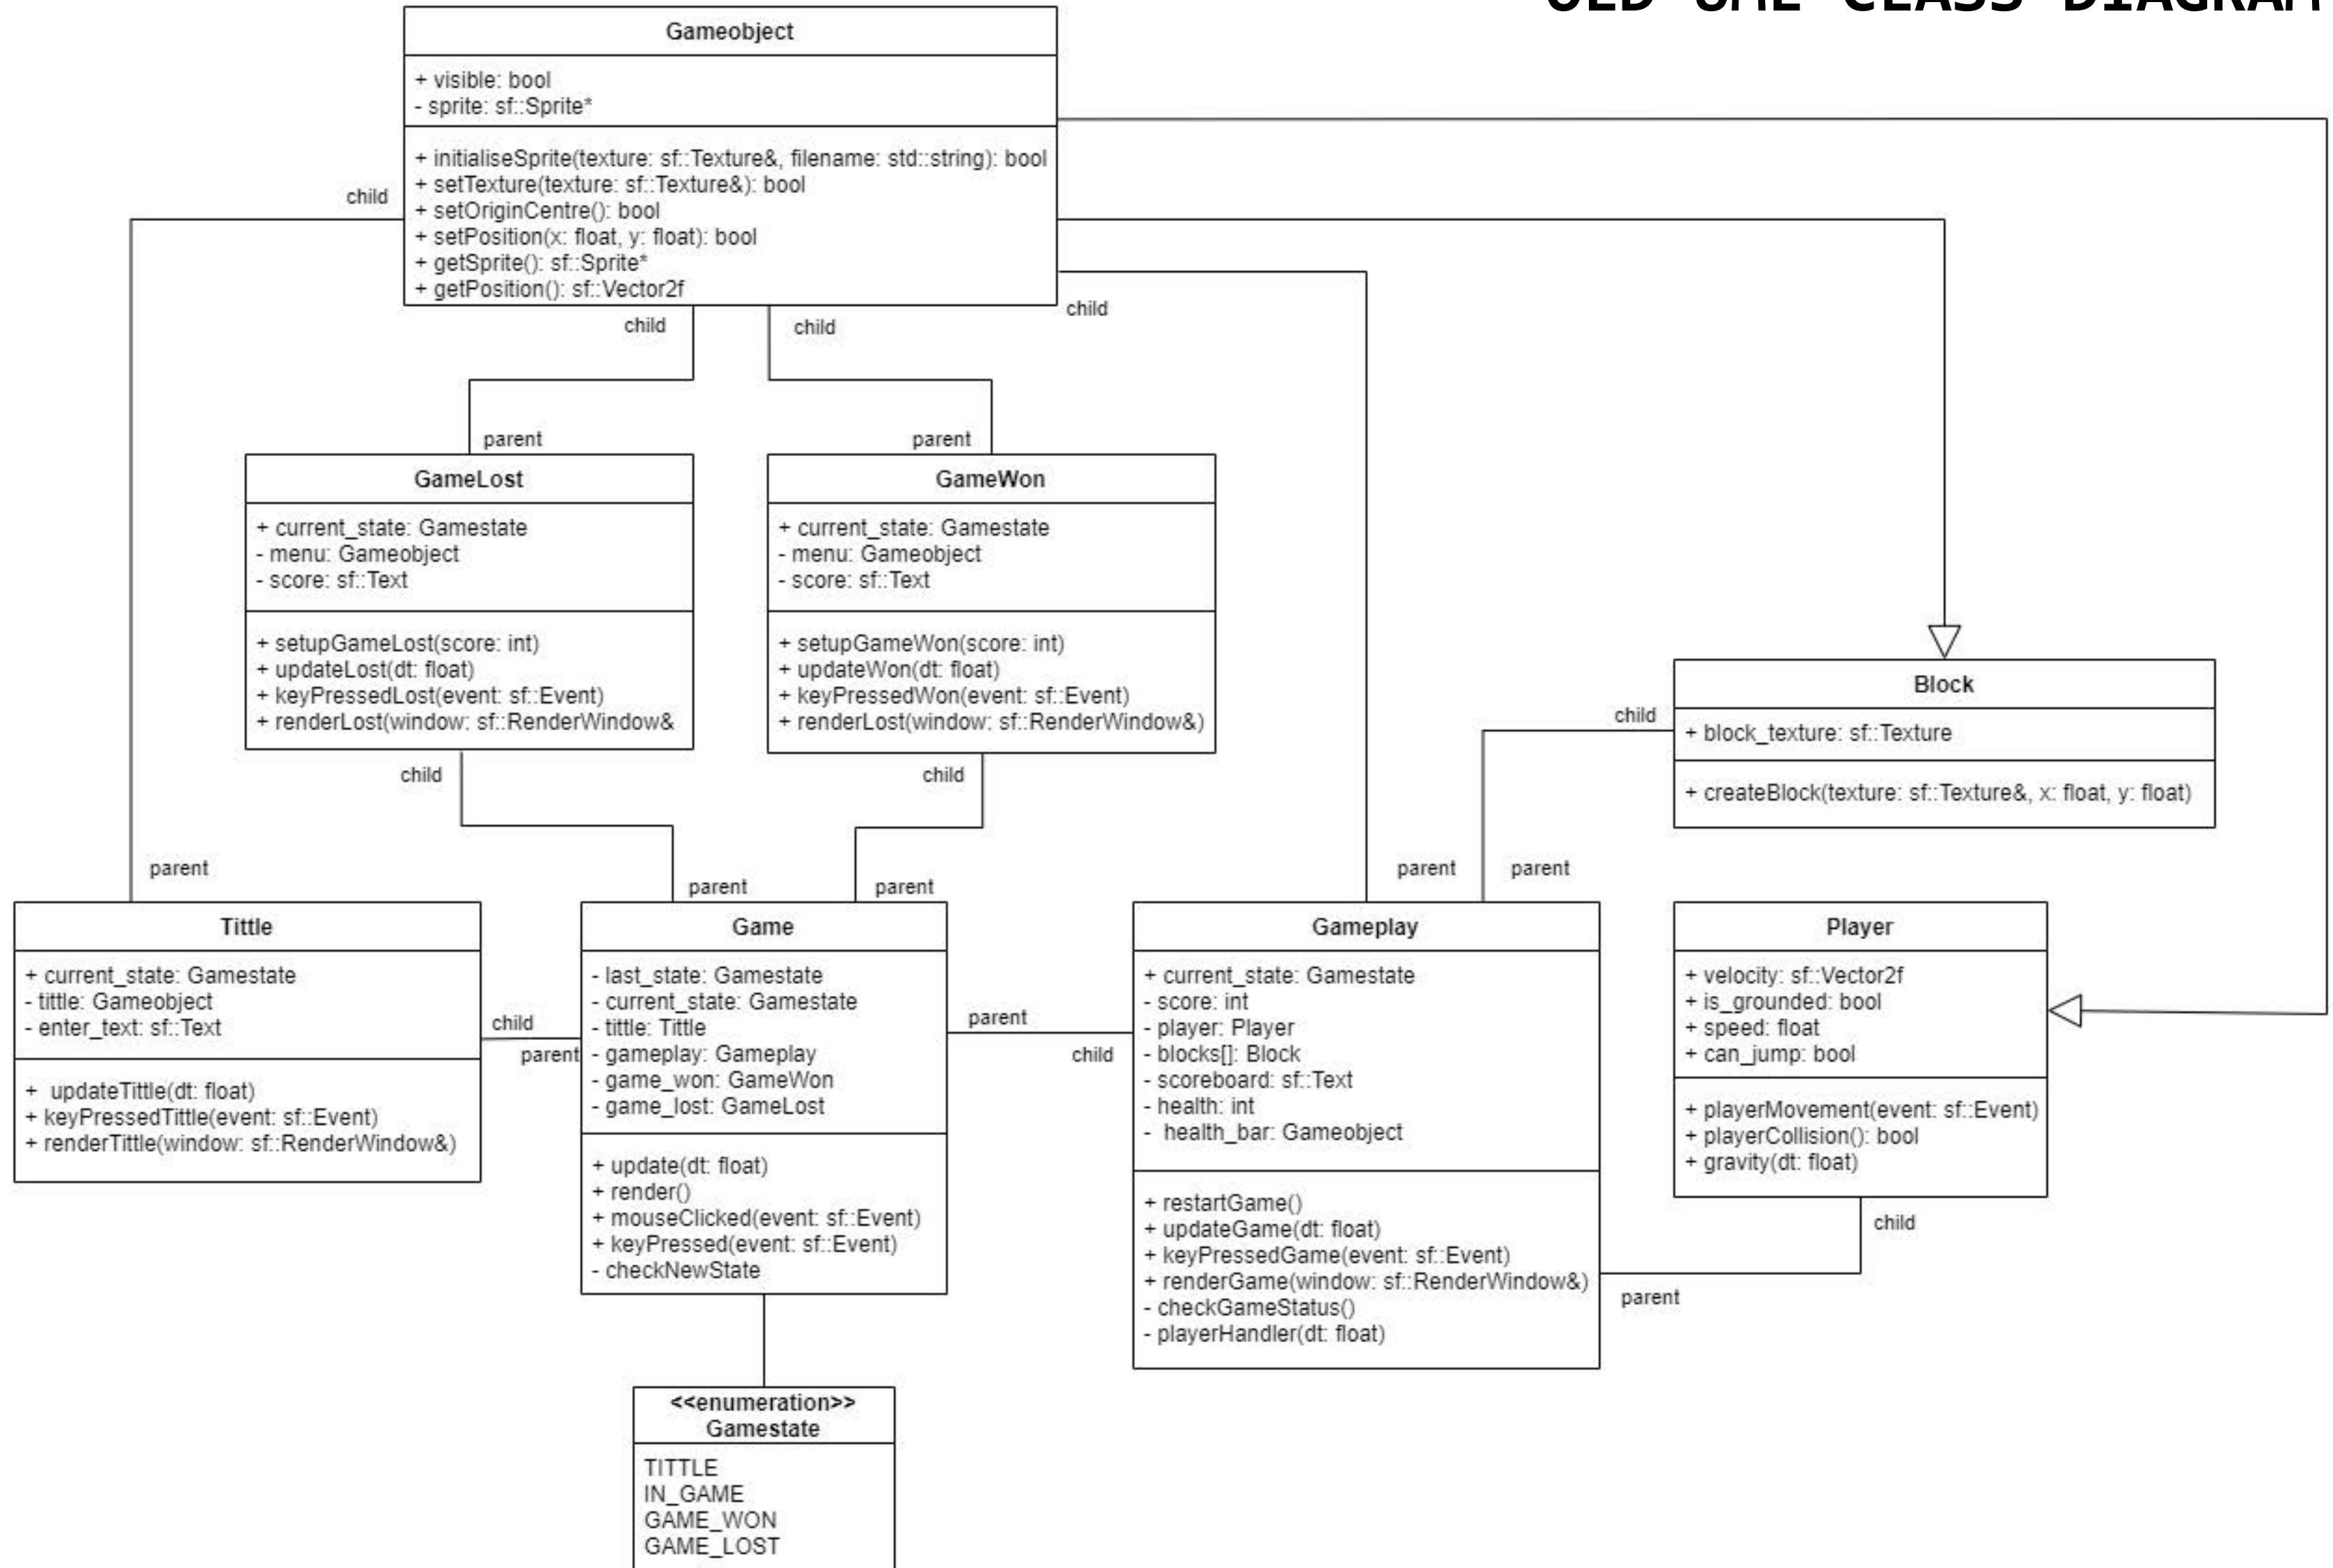 OLD UML CLASS DIAGRAM
Gameobject
+ visible: bool
- sprite: sf::Sprite*
+ initialiseSprite(texture: sf::Texture&, filename: std::string): bool
+ setTexture(texture: sf::Texture&): bool
+ setOriginCentre(): bool
+ setPosition(x: float, y: float): bool
+ getSprite(): sf::Sprite*
+ getPosition(): sf::Vector2f
child
child
child
child
parent
parent
GameLost
+ current_state: Gamestate
- menu: Gameobject
- score: sf::Text
+ setupGameLost(score: int)
+ updateLost(dt: float)
+ keyPressedLost(event: sf::Event)
+ renderLost(window: sf::RenderWindow&
child
GameWon
+ current_state: Gamestate
- menu: Gameobject
- score: sf::Text
+ setupGameWon(score: int)
+ updateWon(dt: float)
+ keyPressedWon(event: sf::Event)
+ renderLost(window: sf::RenderWindow&)
child
Block
+ block_texture: sf::Texture
+ createBlock(texture: sf::Texture&, x: float, y: float)
child
parent
parent
parent
parent
parent
Tittle
+ current_state: Gamestate
- tittle: Gameobject
- enter_text: sf::Text
+  updateTittle(dt: float)
+ keyPressedTittle(event: sf::Event)
+ renderTittle(window: sf::RenderWindow&)
child
parent
Game
- last_state: Gamestate
- current_state: Gamestate
- tittle: Tittle
- gameplay: Gameplay
- game_won: GameWon
- game_lost: GameLost
+ update(dt: float)
+ render()
+ mouseClicked(event: sf::Event)
+ keyPressed(event: sf::Event)
- checkNewState
parent
child
Gameplay
+ current_state: Gamestate
- score: int
- player: Player
- blocks[]: Block
- scoreboard: sf::Text
- health: int
-  health_bar: Gameobject
+ restartGame()
+ updateGame(dt: float)
+ keyPressedGame(event: sf::Event)
+ renderGame(window: sf::RenderWindow&)
- checkGameStatus()
- playerHandler(dt: float)
Player
+ velocity: sf::Vector2f
+ is_grounded: bool
+ speed: float
+ can_jump: bool
+ playerMovement(event: sf::Event)
+ playerCollision(): bool
+ gravity(dt: float)
child
parent
<<enumeration>>
Gamestate
TITTLE
IN_GAME
GAME_WON
GAME_LOST